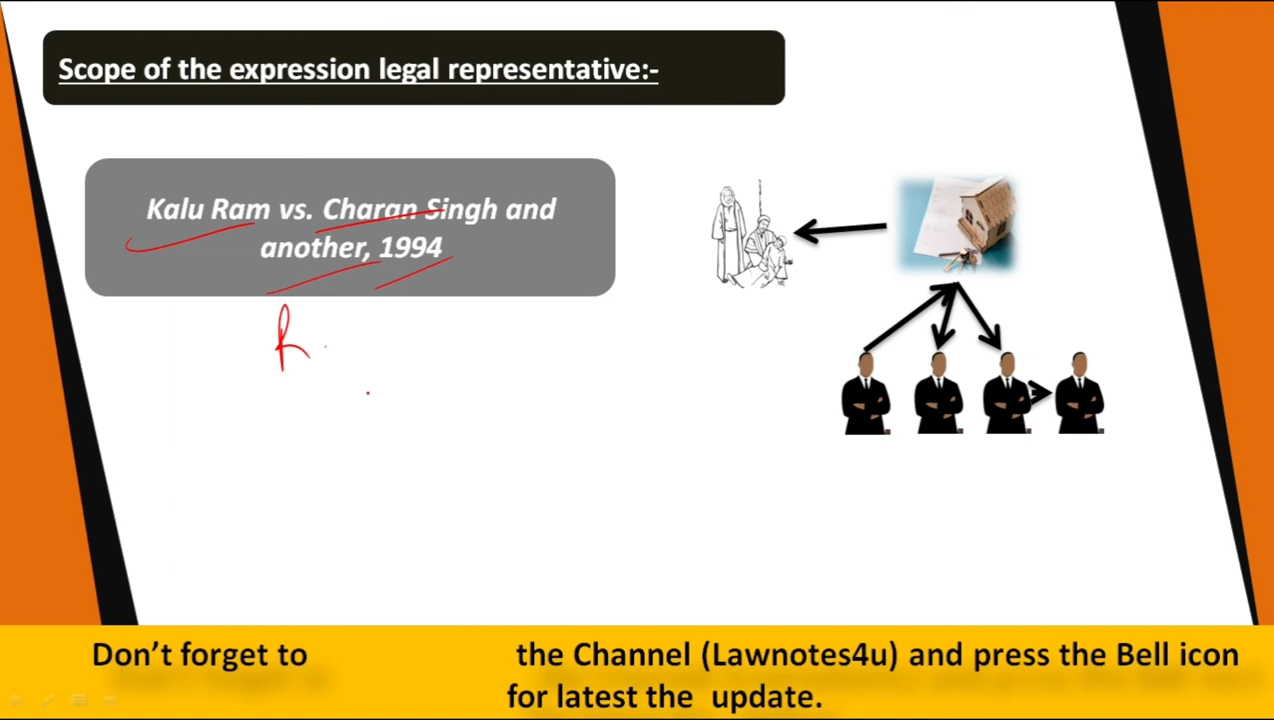 Scope of the expression legal representative:-
Kalu Ram vs. Charan Singh and
another, 1994
Don't forget to the Channel (Lawnotes4u) and press the Bell icon
for latest the update.